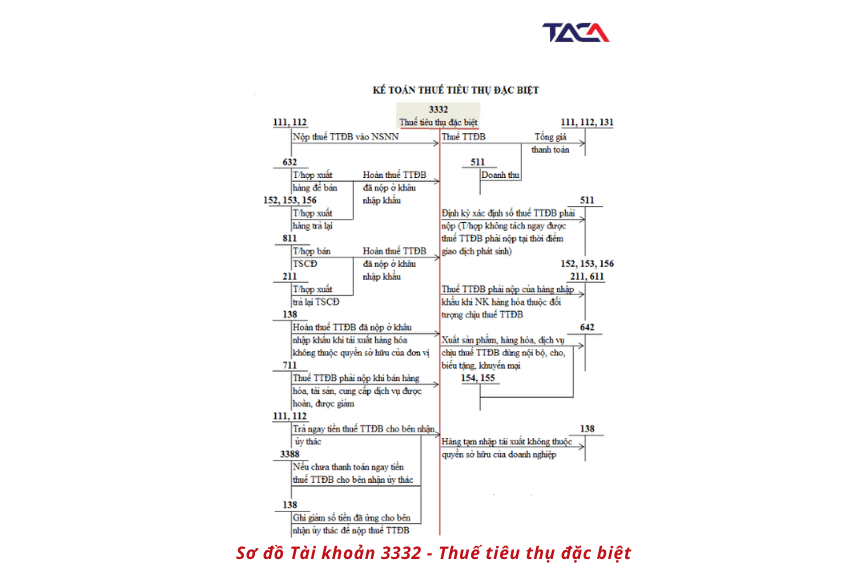 TACA
KẾ TOÁN THUẾ TIÊU THỤ ĐẶC BIỆT
3332
Thuế tiêu thụ đặc biệt
111, 112
Nộp thuế TTĐB vào NSNN
632
T/hợp xuất
hàng để bán
Hoàn thuế TTĐB
đã nộp ở khâu
nhập khẩu
152, 153, 156
T/hợp xuất
hàng trả lại
811
T/hợp bán
TSCĐ
Hoàn thuế TTĐB
đã nộp ở khâu
nhập khẩu
211
T/hợp xuất
trả lại TSCĐ
138
Hoàn thuế TTĐB đã nộp ở khâu
nhập khẩu khi tái xuất hàng hóa
không thuộc quyền sở hữu của đơn vị
711
Thuế TTĐB phải nộp khi bán hàng
hóa, tài sản, cung cấp dịch vụ được
hoàn, được giảm
111, 112
Trả ngay tiền thuế TTĐB cho bên nhận
ủy thác
3388
Nếu chưa thanh toán ngay tiền
thuế TTĐB cho bên nhận ủy thác
138
Ghi giảm số tiền đã ứng cho bên
nhận ủy thác để nộp thuế TTĐB
111, 112, 131
Thuế TTĐB
Tổng giá
thanh toán
511
Doanh thu
511
Định kỳ xác định số thuế TTĐB phải
nộp (T/hợp không tách ngay được
thuế TTĐB phải nộp tại thời điểm
giao dịch phát sinh)
152, 153, 156
211, 611
Thuế TTĐB phải nộp của hàng nhập
khẩu khi NK hàng hóa thuộc đối
tượng chịu thuế TTĐB
642
Xuất sản phẩm, hàng hóa, dịch vụ
chịu thuế TTĐB dùng nội bộ, cho,
biếu tặng, khuyến mại
154, 155
138
Hàng tạm nhập tái xuất không thuộc
quyền sở hữu của doanh nghiệp
Sơ đồ Tài khoản 3332 - Thuế tiêu thụ đặc biệt